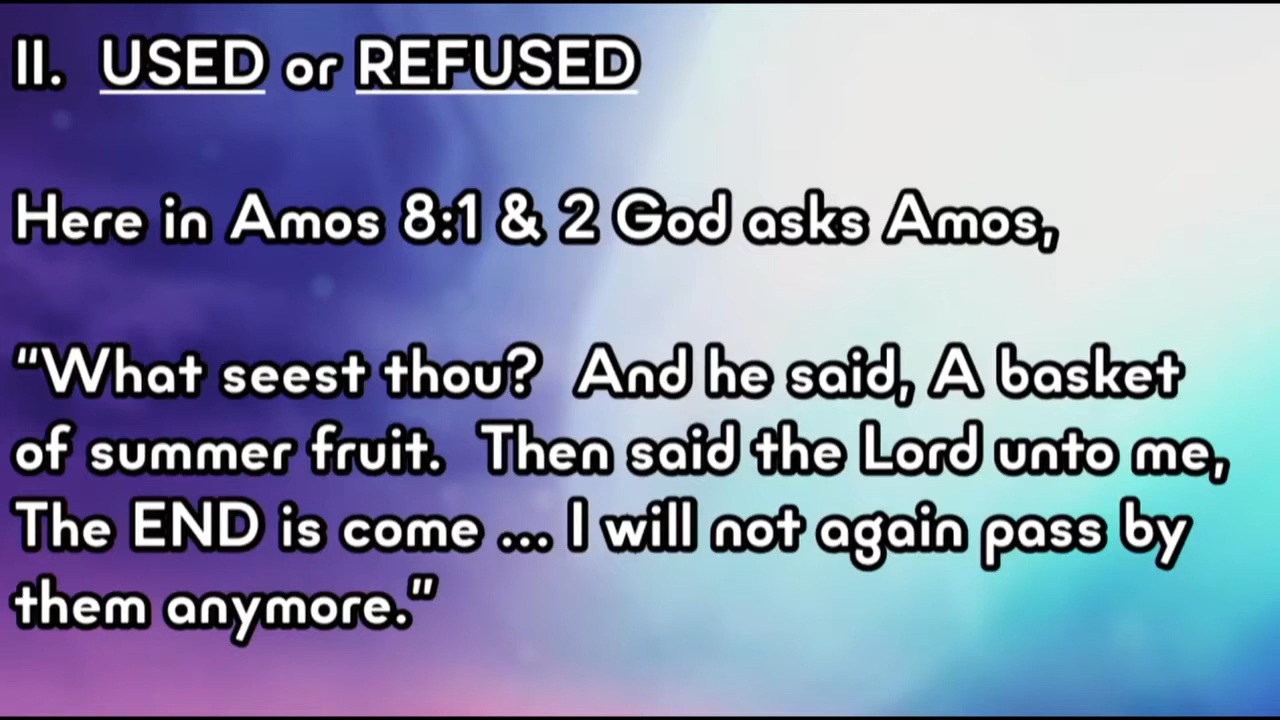 II. USED or REFUSED
Here in Amos 8:1 & 2 God asks Amos,
“What seest thou? And he said, A basket
of summer fruit. Then said the Lord unto me,
The END is come ... I will not again pass by
them anymore.”